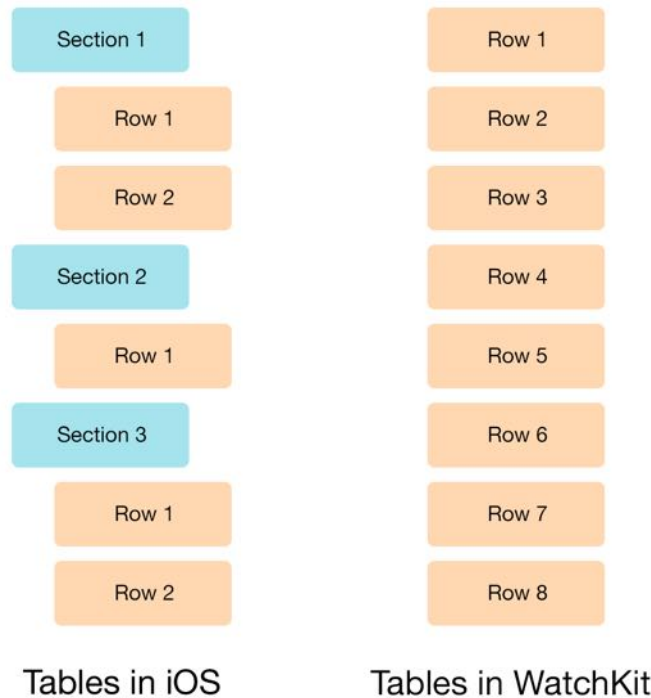 Section 1
Row 1
Row 2
Section 2
Row 1
Section 3
Row 1
Row 2
Tables in iOS
Row 1
Row 2
Row 3
Row 4
Row 5
Row 6
Row 7
Row 8
Tables in WatchKit